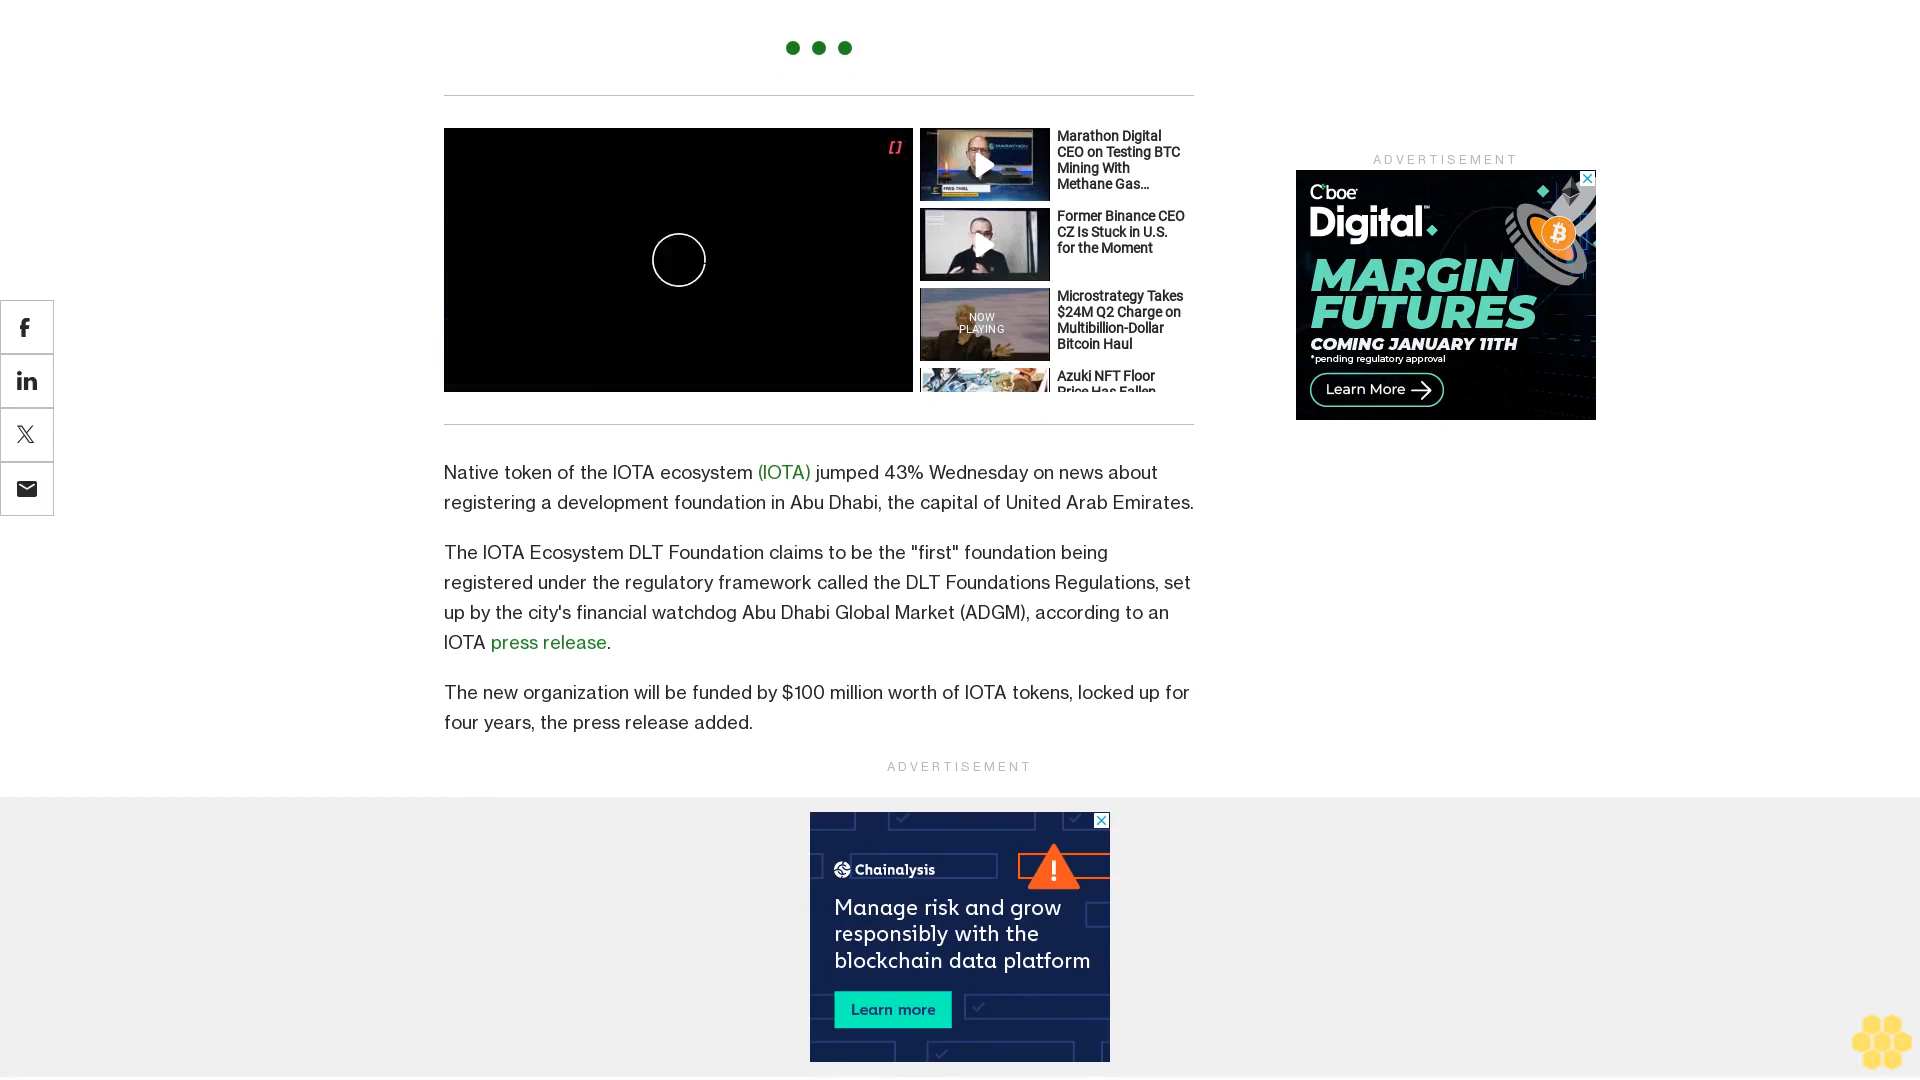 []
Marathon Digital
CEO on Testing BTC
Mining With
Methane Gas...
MARATHON
FRED THIEL
Former Binance CEO
CZ Is Stuck in U.S.
for the Moment
NOW
PLAYING
Microstrategy Takes
$24M Q2 Charge on
Multibillion-Dollar
Bitcoin Haul
Azuki NFT Floor
Price Has Fallen
ADVERTISEMENT
Cboe
Digital
MARGIN
FUTURES
COMING JANUARY 11TH
*pending regulatory approval
Learn More →
f
in
X
Native token of the IOTA ecosystem (IOTA) jumped 43% Wednesday on news about
registering a development foundation in Abu Dhabi, the capital of United Arab Emirates.
The IOTA Ecosystem DLT Foundation claims to be the "first" foundation being
registered under the regulatory framework called the DLT Foundations Regulations, set
up by the city's financial watchdog Abu Dhabi Global Market (ADGM), according to an
IOTA press release.
The new organization will be funded by $100 million worth of IOTA tokens, locked up for
four years, the press release added.
ADVERTISEMENT
Chainalysis
Manage risk and grow
responsibly with the
blockchain data platform
Learn more